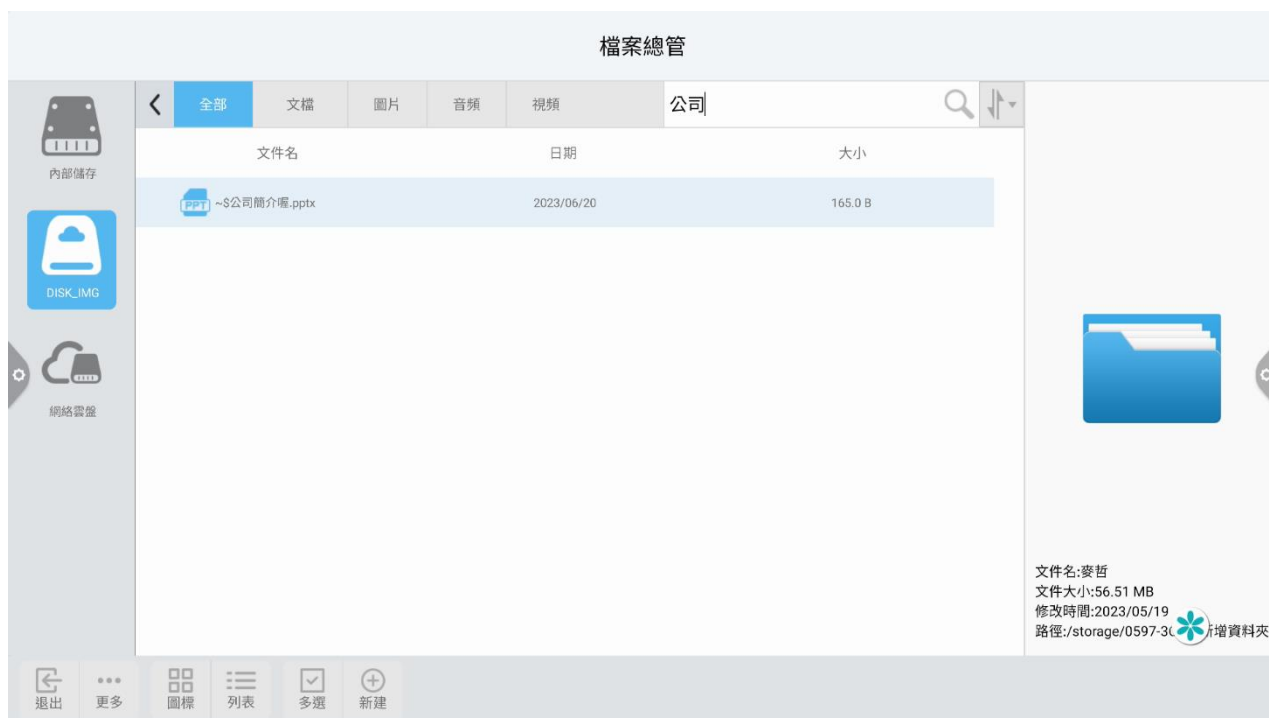 檔案總管
全部 文檔 圖片 音頻 視頻 公司
文件名 日期 大小
PPT ~$公司簡介喔.pptx 2023/06/20 165.0 B
內部儲存
DISK_IMG
網絡雲盤
文件名:麥哲
文件大小:56.51 MB
修改時間:2023/05/19
路徑:/storage/0597-3 增資料夾
退出 更多 圖標 列表 多選 新建